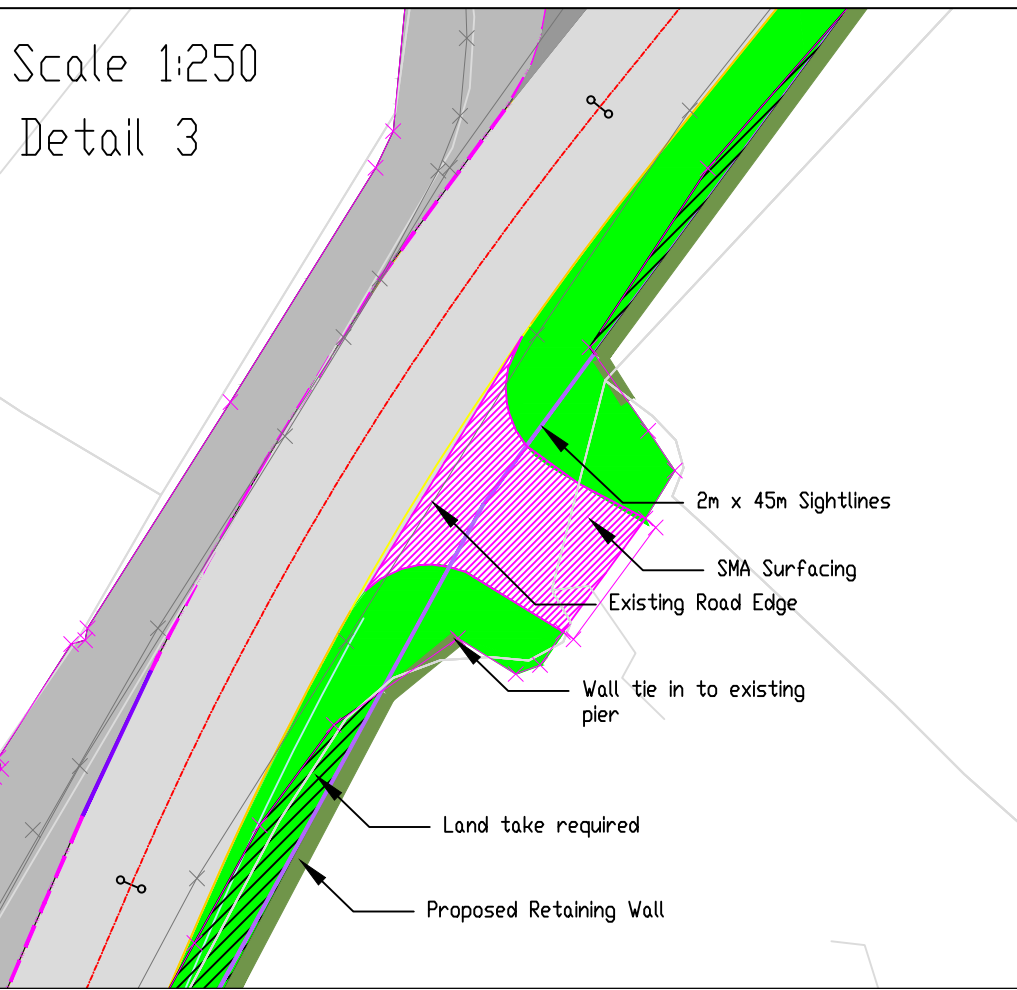 Scale 1:250
Detail 3
2m x 45m Sightlines
SMA Surfacing
Existing Road Edge
Wall tie in to existing
pier
Land take required
Proposed Retaining Wall